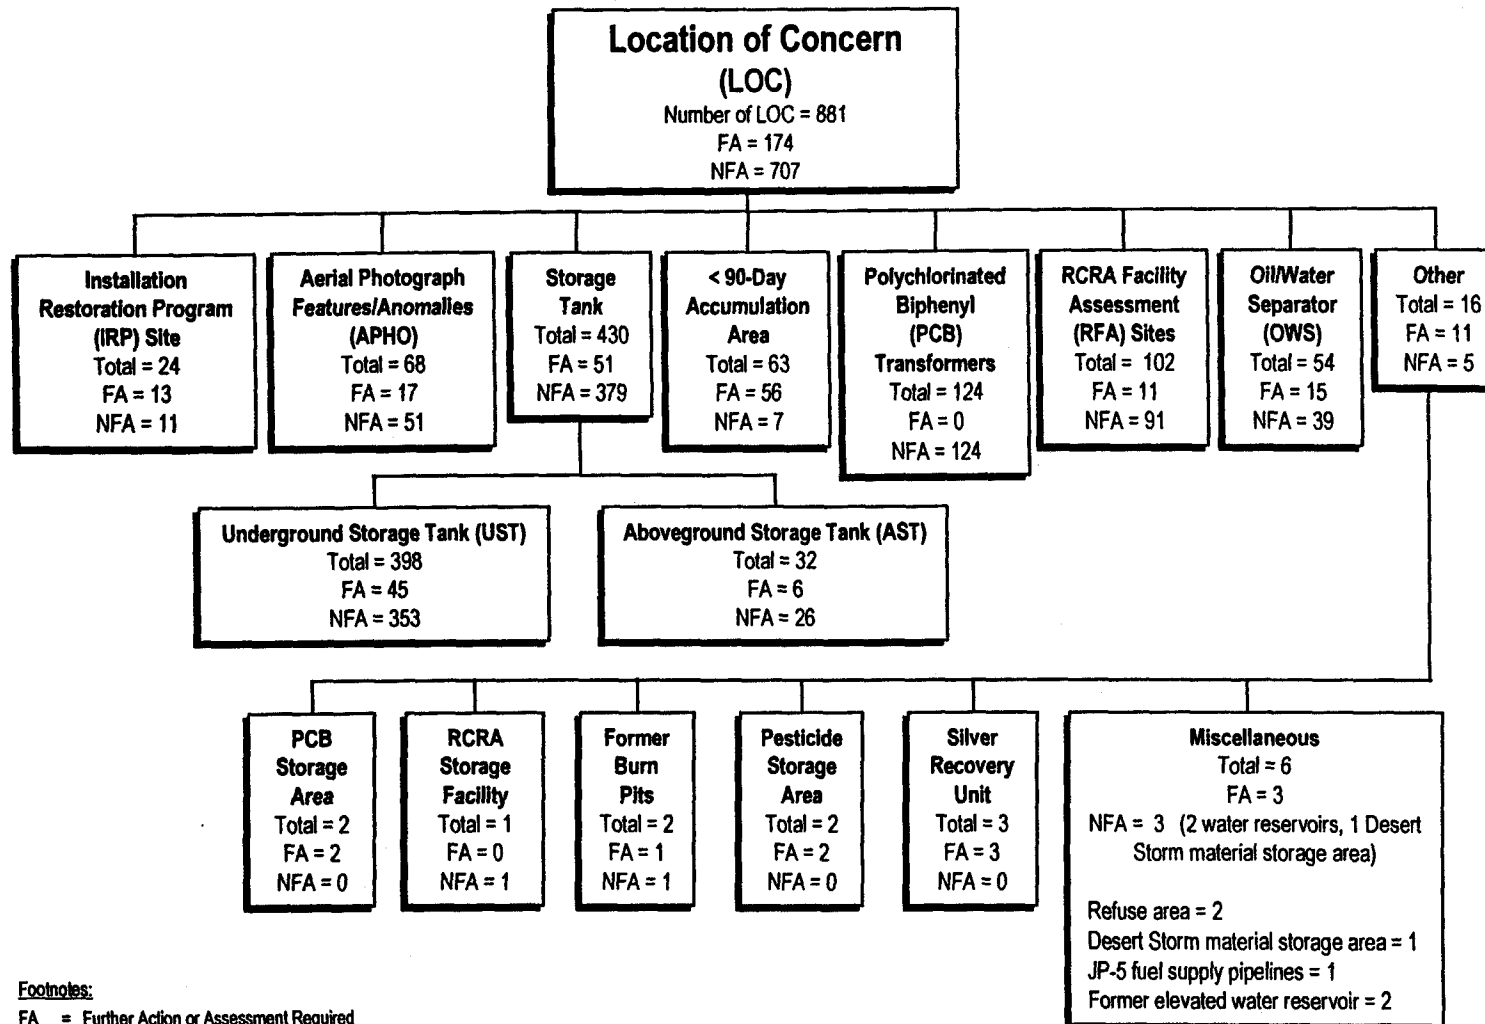 Location of Concern
(LOC)
Number of LOC = 881
FA = 174
NFA = 707
Installation
Restoration Program
(IRP) Site
Total = 24
FA = 13
NFA = 11
Aerial Photograph
Features/Anomalies
(APHO)
Total = 68
FA = 17
NFA = 51
Storage
Tank
Total = 430
FA = 51
NFA = 379
< 90-Day
Accumulation
Area
Total = 63
FA = 56
NFA = 7
Polychlorinated
Biphenyl
(PCB)
Transformers
Total = 124
FA = 0
NFA = 124
RCRA Facility
Assessment
(RFA) Sites
Total = 102
FA = 11
NFA = 91
Oil/Water
Separator
(OWS)
Total = 54
FA = 15
NFA = 39
Other
Total = 16
FA = 11
NFA = 5
Underground Storage Tank (UST)
Total = 398
FA = 45
NFA = 353
Aboveground Storage Tank (AST)
Total = 32
FA = 6
NFA = 26
PCB
Storage
Area
Total = 2
FA = 2
NFA = 0
RCRA
Storage
Facility
Total = 1
FA = 0
NFA = 1
Former
Burn
Pits
Total = 2
FA = 1
NFA = 1
Pesticide
Storage
Area
Total = 2
FA = 2
NFA = 0
Silver
Recovery
Unit
Total = 3
FA = 3
NFA = 0
Miscellaneous
Total = 6
FA = 3
NFA = 3 (2 water reservoirs, 1 Desert
Storm material storage area)
Refuse area = 2
Desert Storm material storage area = 1
JP-5 fuel supply pipelines = 1
Former elevated water reservoir = 2
Footnotes:
FA = Further Action or Assessment Required